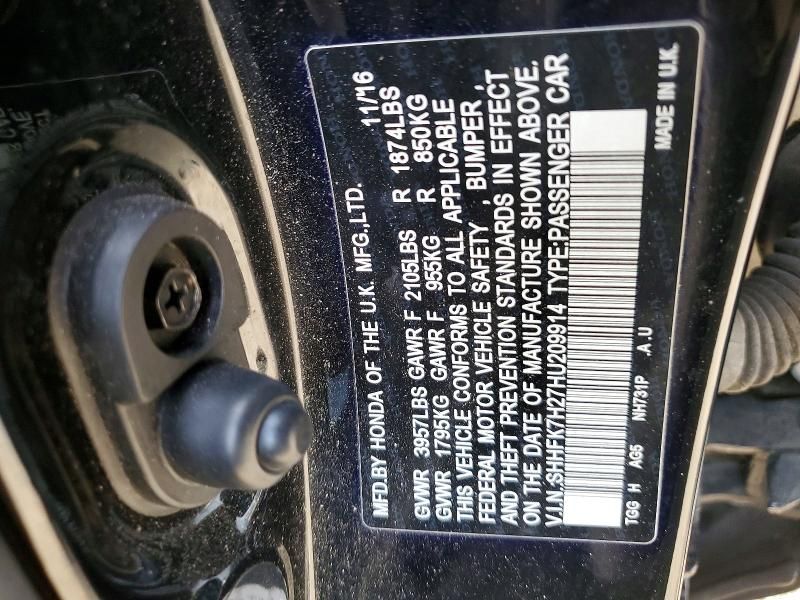 MFD.BY HONDA OF THE U.K. MFG.,LTD. 11/16
GVWR 3957LBS GAWR F 2105LBS R 1874LBS
GVWR 1795KG GAWR F 955KG R 850KG
THIS VEHICLE CONFORMS TO ALL APPLICABLE
FEDERAL MOTOR VEHICLE SAFETY , BUMPER ,
AND THEFT PREVENTION STANDARDS IN EFFECT
ON THE DATE OF MANUFACTURE SHOWN ABOVE.
V.I.N.:SHHFK7H27HU209914 TYPE:PASSENGER CAR
TGG H AG5 NH731P .A.U MADE IN U.K.